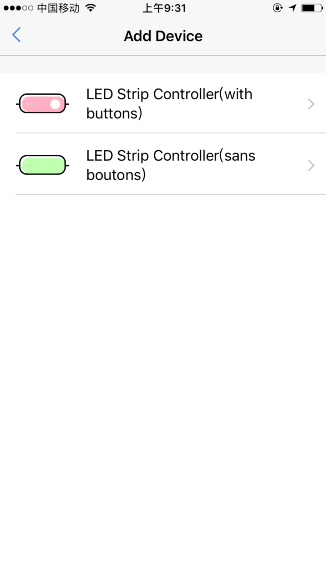 中国移动 上午9:31
Add Device
LED Strip Controller(with
buttons)
LED Strip Controller(sans
boutons)